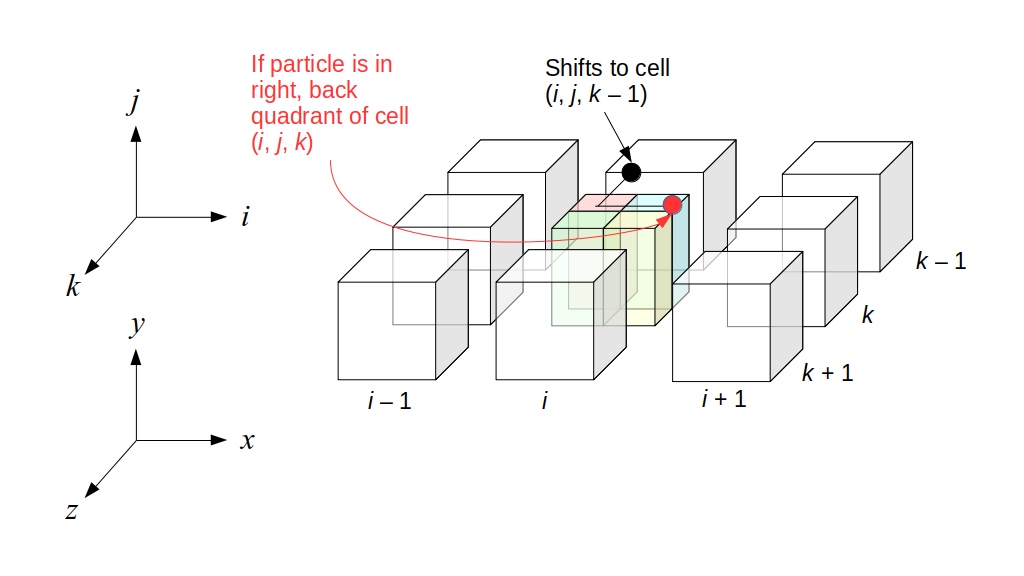 If particle is in
right, back
quadrant of cell
(i, j, k)
Shifts to cell
(i, j, k – 1)
j
i
k
y
x
z
k – 1
k
k + 1
i – 1
i
i + 1